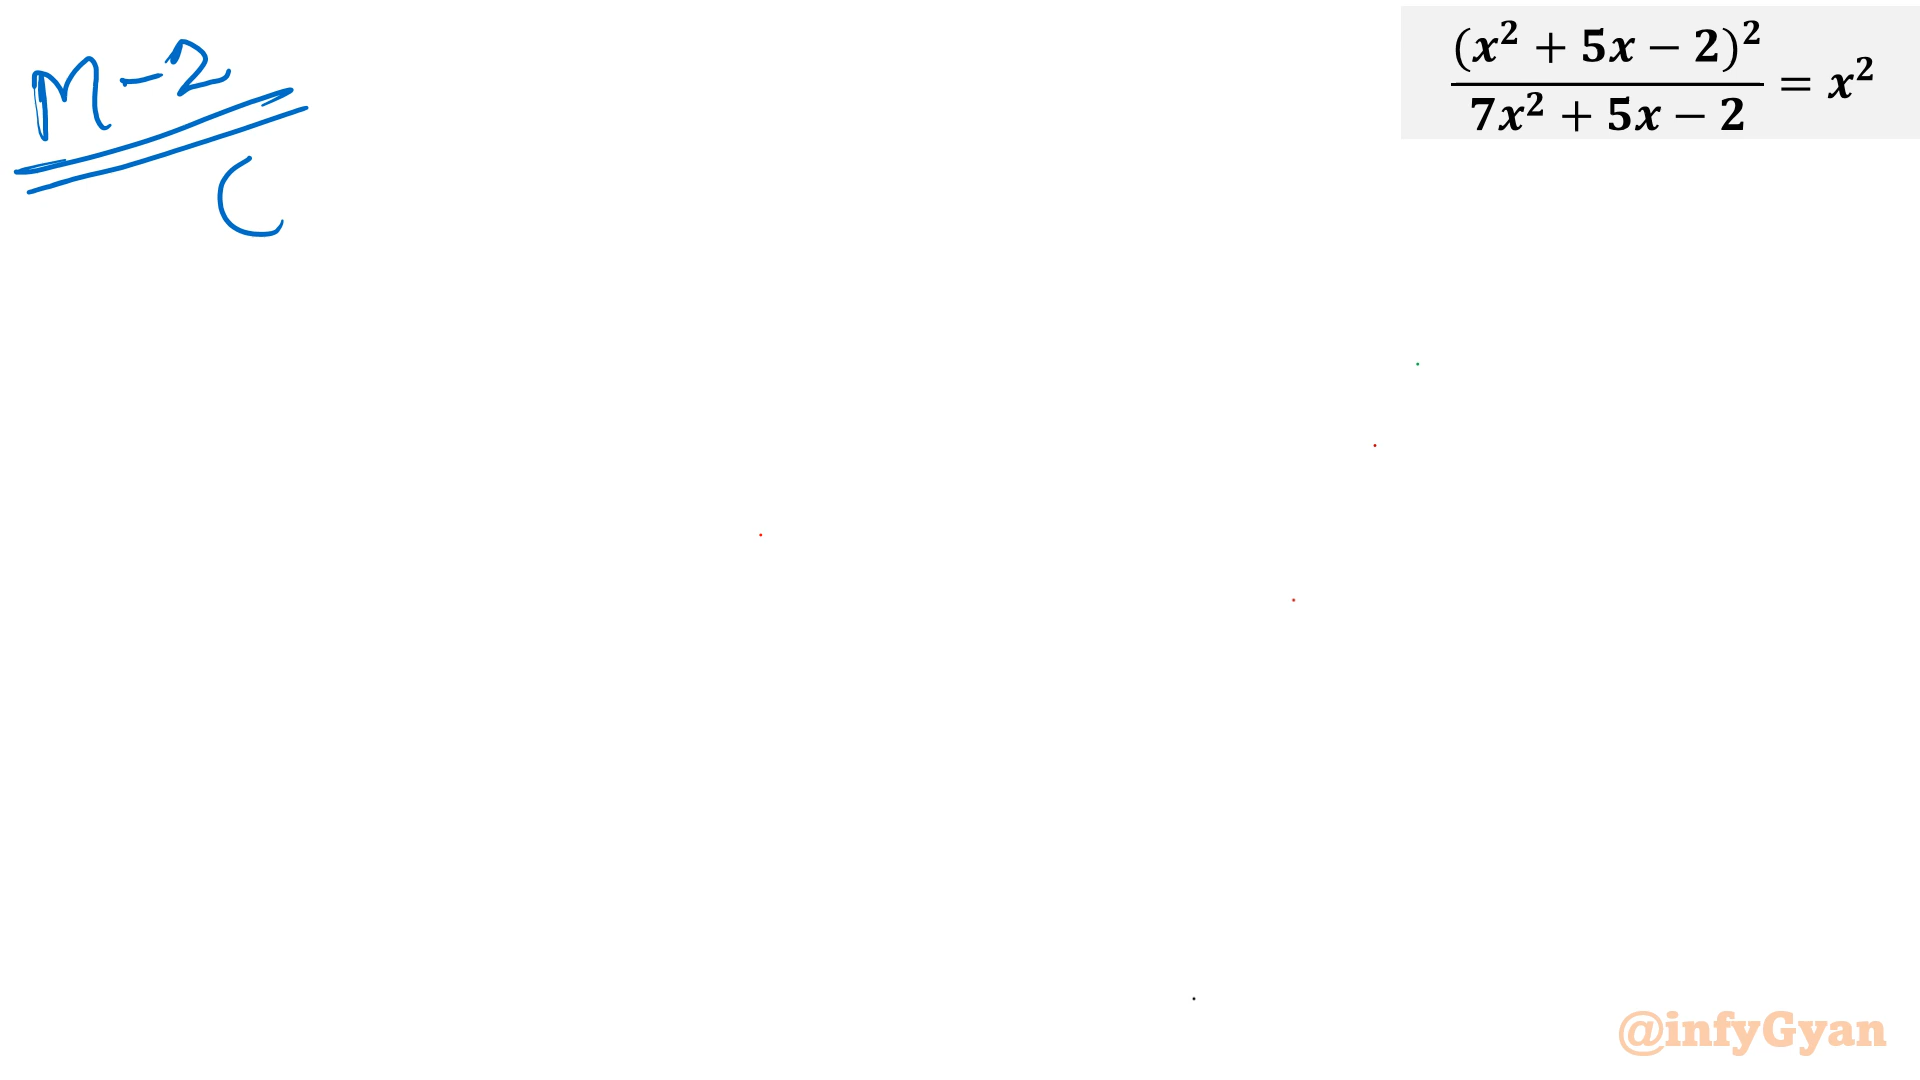 M-2
(
(x² + 5x − 2)²
/ 7x² + 5x − 2 = x²
@infyGyan